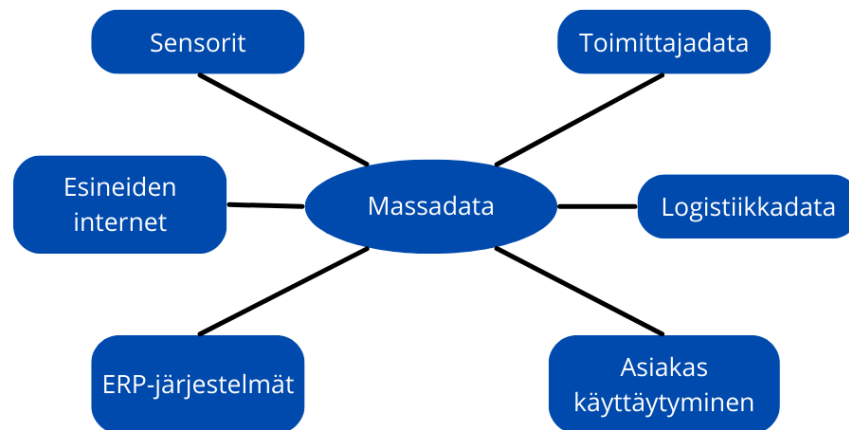 Sensorit
Toimittajadata
Esineiden
internet
Massadata
Logistiikkadata
ERP-järjestelmät
Asiakas
käyttäytyminen